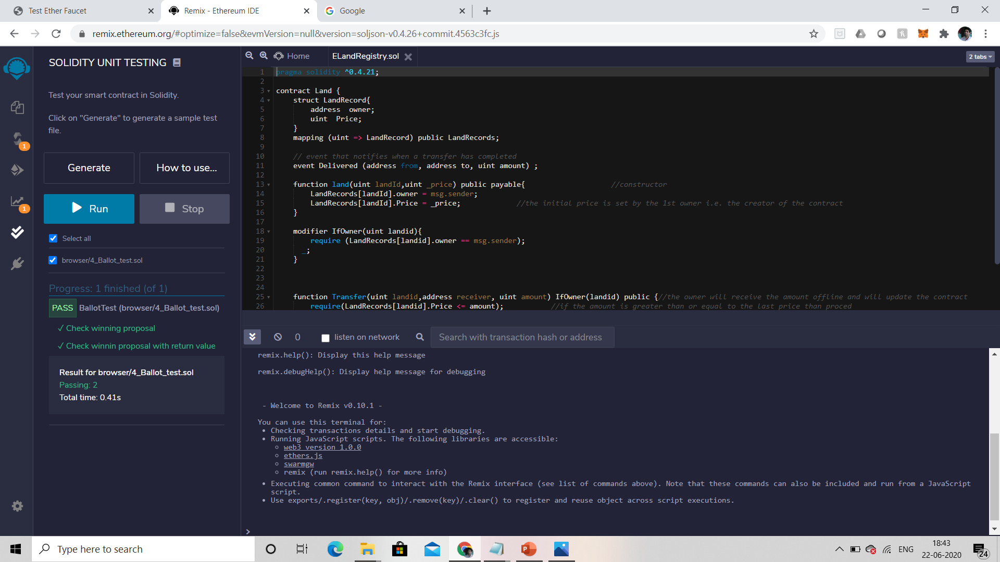 Test Ether Faucet
Remix - Ethereum IDE
Google
remix.ethereum.org/#optimize=false&evmVersion=null&version=soljson-v0.4.26+commit.4563c3fc.js
SOLIDITY UNIT TESTING
Test your smart contract in Solidity.
Click on "Generate" to generate a sample test
file.
Generate
How to use...
Run
Stop
Select all
browser/4_Ballot_test.sol
Progress: 1 finished (of 1)
PASS BallotTest (browser/4_Ballot_test.sol)
✓ Check winning proposal
✓ Check winnin proposal with return value
Result for browser/4_Ballot_test.sol
Passing: 2
Total time: 0.41s
1
1
Home
ELandRegistry.sol
2 tabs
1 pragma solidity ^0.4.21;
2
3 contract Land {
4 struct LandRecord{
5 address  owner;
6 uint  Price;
7 }
8 mapping (uint => LandRecord) public LandRecords;
9
10 // event that notifies when a transfer has completed
11 event Delivered (address from, address to, uint amount) ;
12
13 function land(uint landId,uint _price) public payable{ //constructor
14 LandRecords[landId].owner = msg.sender;
15 LandRecords[landId].Price = _price; //the initial price is set by the 1st owner i.e. the creator of the contract
16 }
17
18 modifier IfOwner(uint landid){
19 require (LandRecords[landid].owner == msg.sender);
20 _;
21 }
22
23
24
25 function Transfer(uint landid,address receiver, uint amount) IfOwner(landid) public {//the owner will receive the amount offline and will update the contract
26 require(LandRecords[landid].Price <= amount); //if the amount is greater than or equal to the last price than proced
0
listen on network
Search with transaction hash or address
remix.help(): Display this help message
remix.debugHelp(): Display help message for debugging
- Welcome to Remix v0.10.1 -
You can use this terminal for:
• Checking transactions details and start debugging.
• Running JavaScript scripts. The following libraries are accessible:
○ web3 version 1.0.0
○ ethers.js
○ swarmgw
○ remix (run remix.help() for more info)
• Executing common command to interact with the Remix interface (see list of commands above). Note that these commands can also be included and run from a JavaScript
script.
• Use exports/.register(key, obj)/.remove(key)/.clear() to register and reuse object across script executions.
>
Type here to search
ENG
18:43
22-06-2020
24